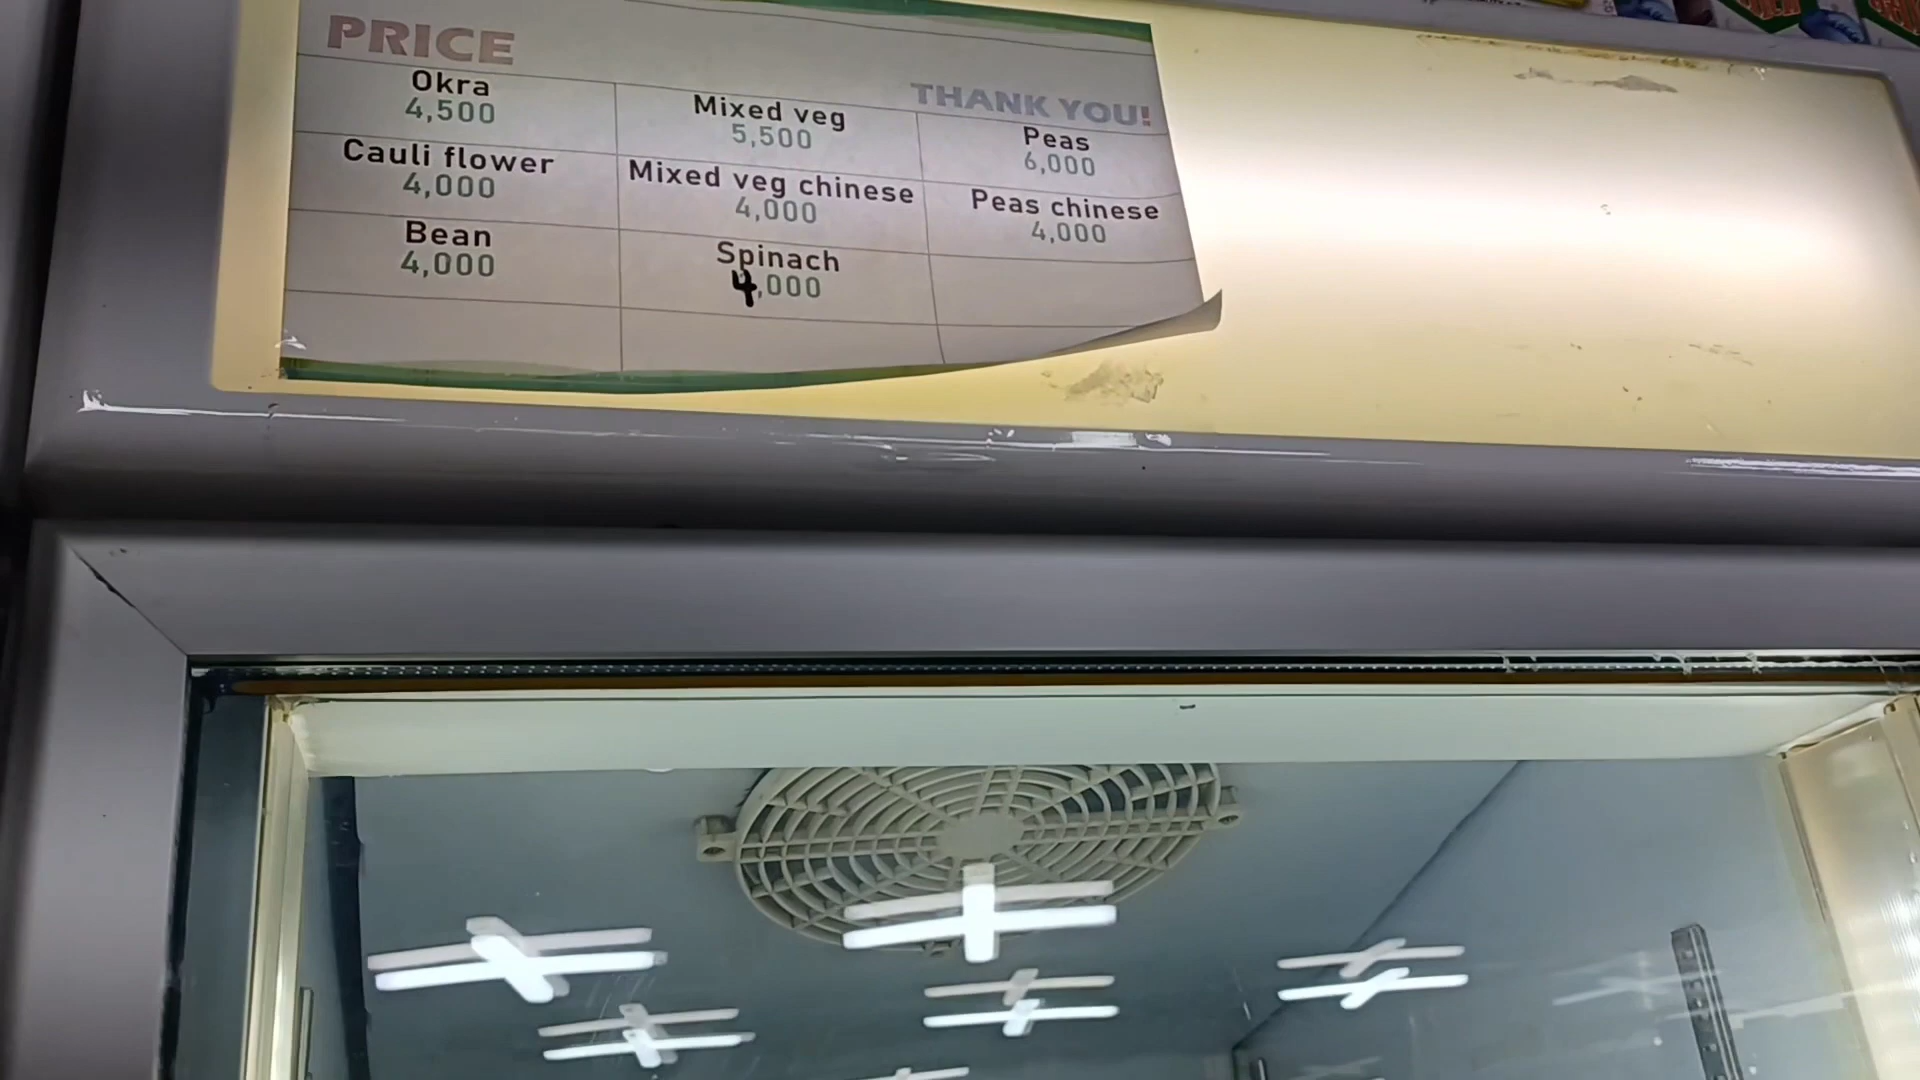 PRICE
THANK YOU!
Okra
4,500
Mixed veg
5,500
Peas
6,000
Cauli flower
4,000
Mixed veg chinese
4,000
Peas chinese
4,000
Bean
4,000
Spinach
4,000